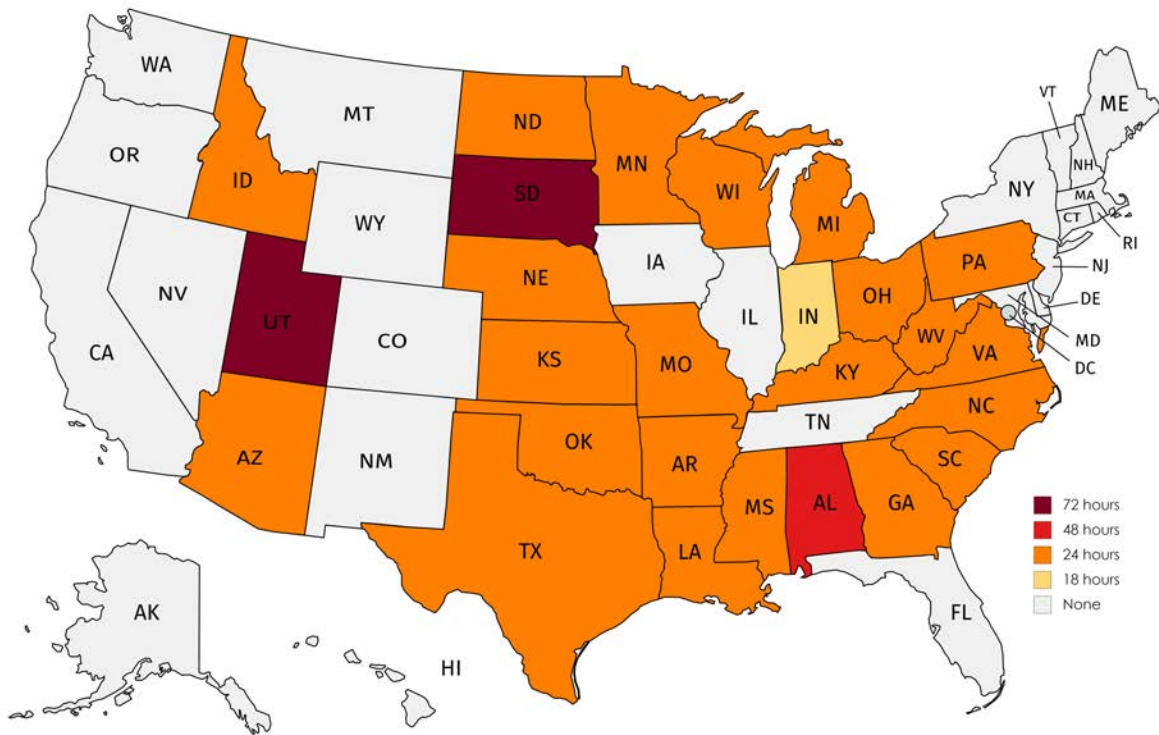 WA
MT
ND
MN
VT
ME
OR
ID
SD
WI
NH
NY
MA
WY
MI
CT
RI
IA
NE
PA
NJ
NV
OH
DE
UT
IL
IN
CO
WV
MD
CA
KS
MO
KY
VA
DC
NC
TN
OK
AZ
NM
AR
SC
MS
AL
GA
72 hours
48 hours
TX
LA
24 hours
18 hours
AK
None
FL
HI